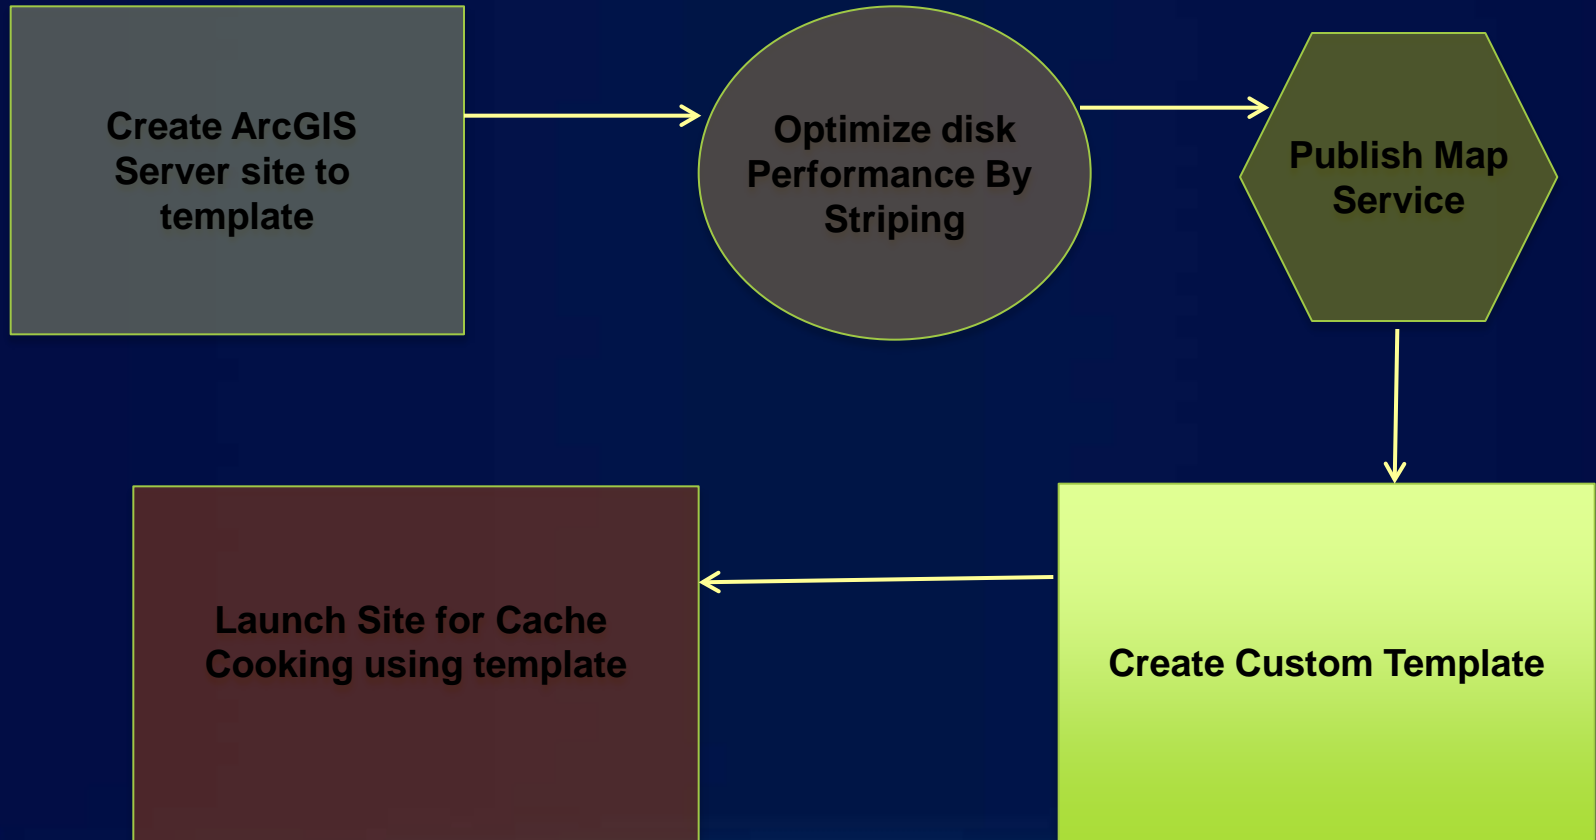 Create ArcGIS
Server site to
template
Optimize disk
Performance By
Striping
Publish Map
Service
Launch Site for Cache
Cooking using template
Create Custom Template